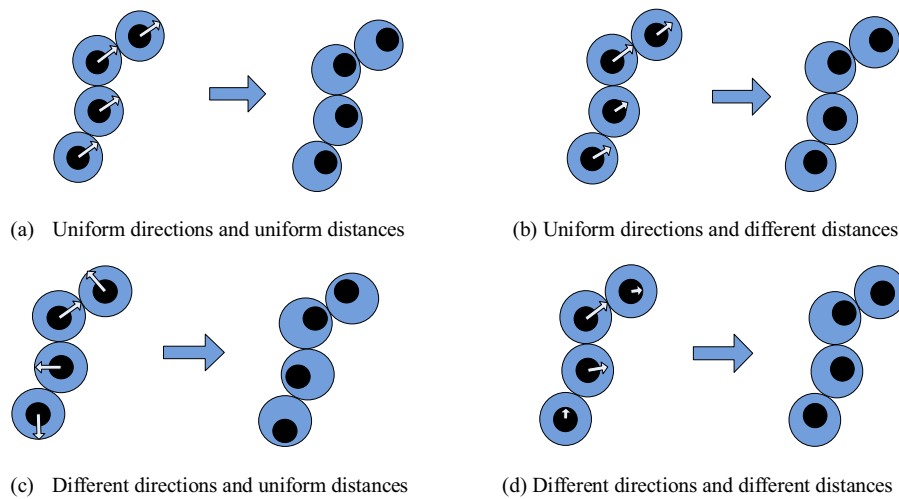 (a) Uniform directions and uniform distances
(b) Uniform directions and different distances
(c) Different directions and uniform distances
(d) Different directions and different distances